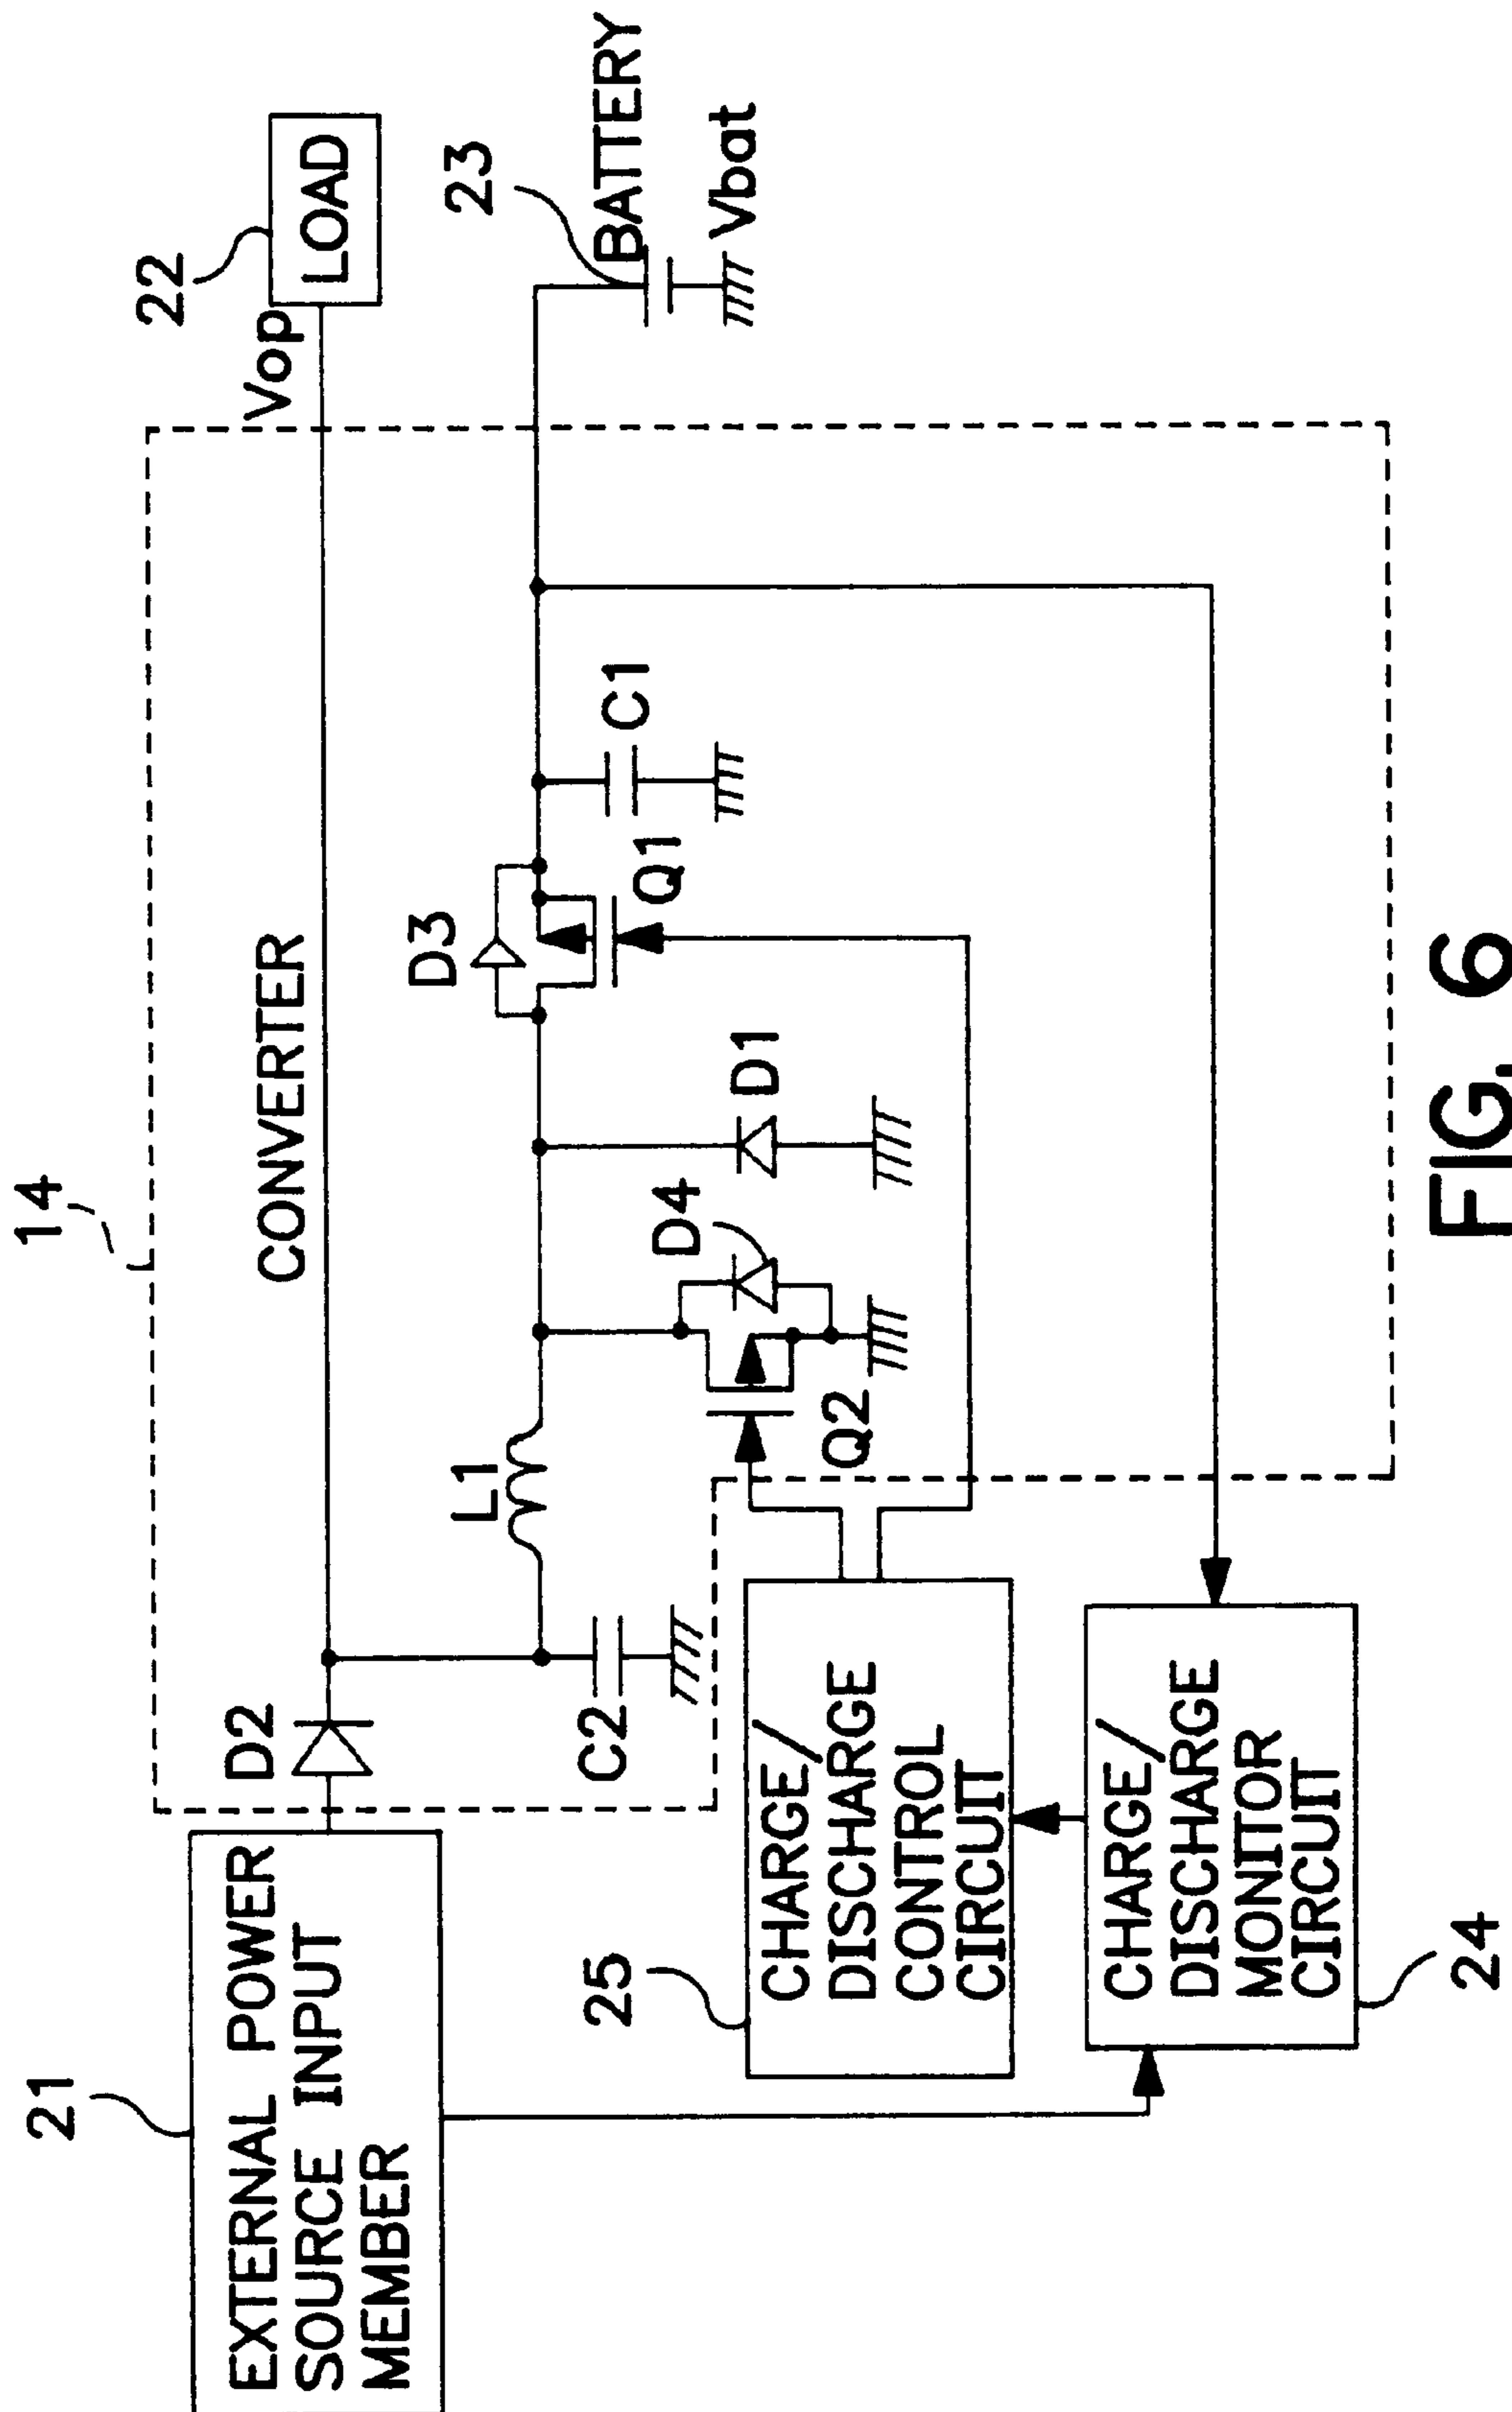 14
CONVERTER
21
EXTERNAL POWER
SOURCE INPUT
MEMBER
D2
Vop
LOAD
22
L1
D3
23
BATTERY
Vbat
C2
D4
D1
Q1
C1
Q2
25
CHARGE/
DISCHARGE
CONTROL
CIRCUIT
CHARGE/
DISCHARGE
MONITOR
CIRCUIT
24
FIG. 6